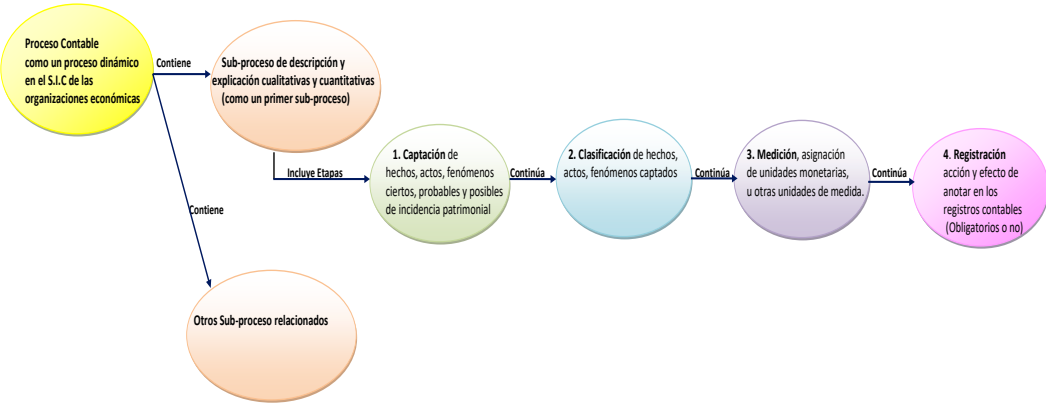 Proceso Contable
como un proceso dinámico
en el S.I.C de las
organizaciones económicas
Contiene
Sub-proceso de descripción y
explicación cualitativas y cuantitativas
(como un primer sub-proceso)
Incluye Etapas
1. Captación de
hechos, actos, fenómenos
ciertos, probables y posibles
de incidencia patrimonial
Continúa
2. Clasificación de hechos,
actos, fenómenos captados
Continúa
3. Medición, asignación
de unidades monetarias,
u otras unidades de medida.
Continúa
4. Registración
acción y efecto de
anotar en los
registros contables
(Obligatorios o no)
Contiene
Otros Sub-proceso relacionados